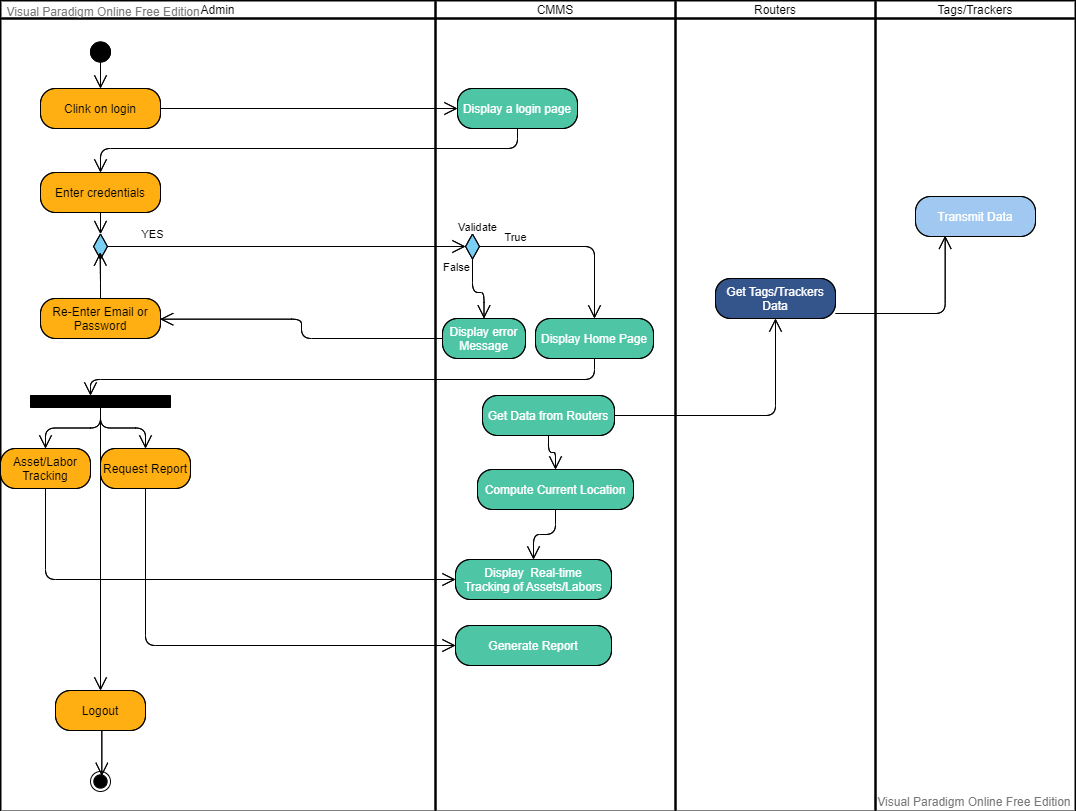 Visual Paradigm Online Free Edition
Admin
CMMS
Routers
Tags/Trackers
Clink on login
Display a login page
Enter credentials
Transmit Data
YES
Validate
True
False
Get Tags/Trackers
Data
Re-Enter Email or
Password
Display error
Message
Display Home Page
Get Data from Routers
Asset/Labor
Tracking
Request Report
Compute Current Location
Display Real-time
Tracking of Assets/Labors
Generate Report
Logout
Visual Paradigm Online Free Edition